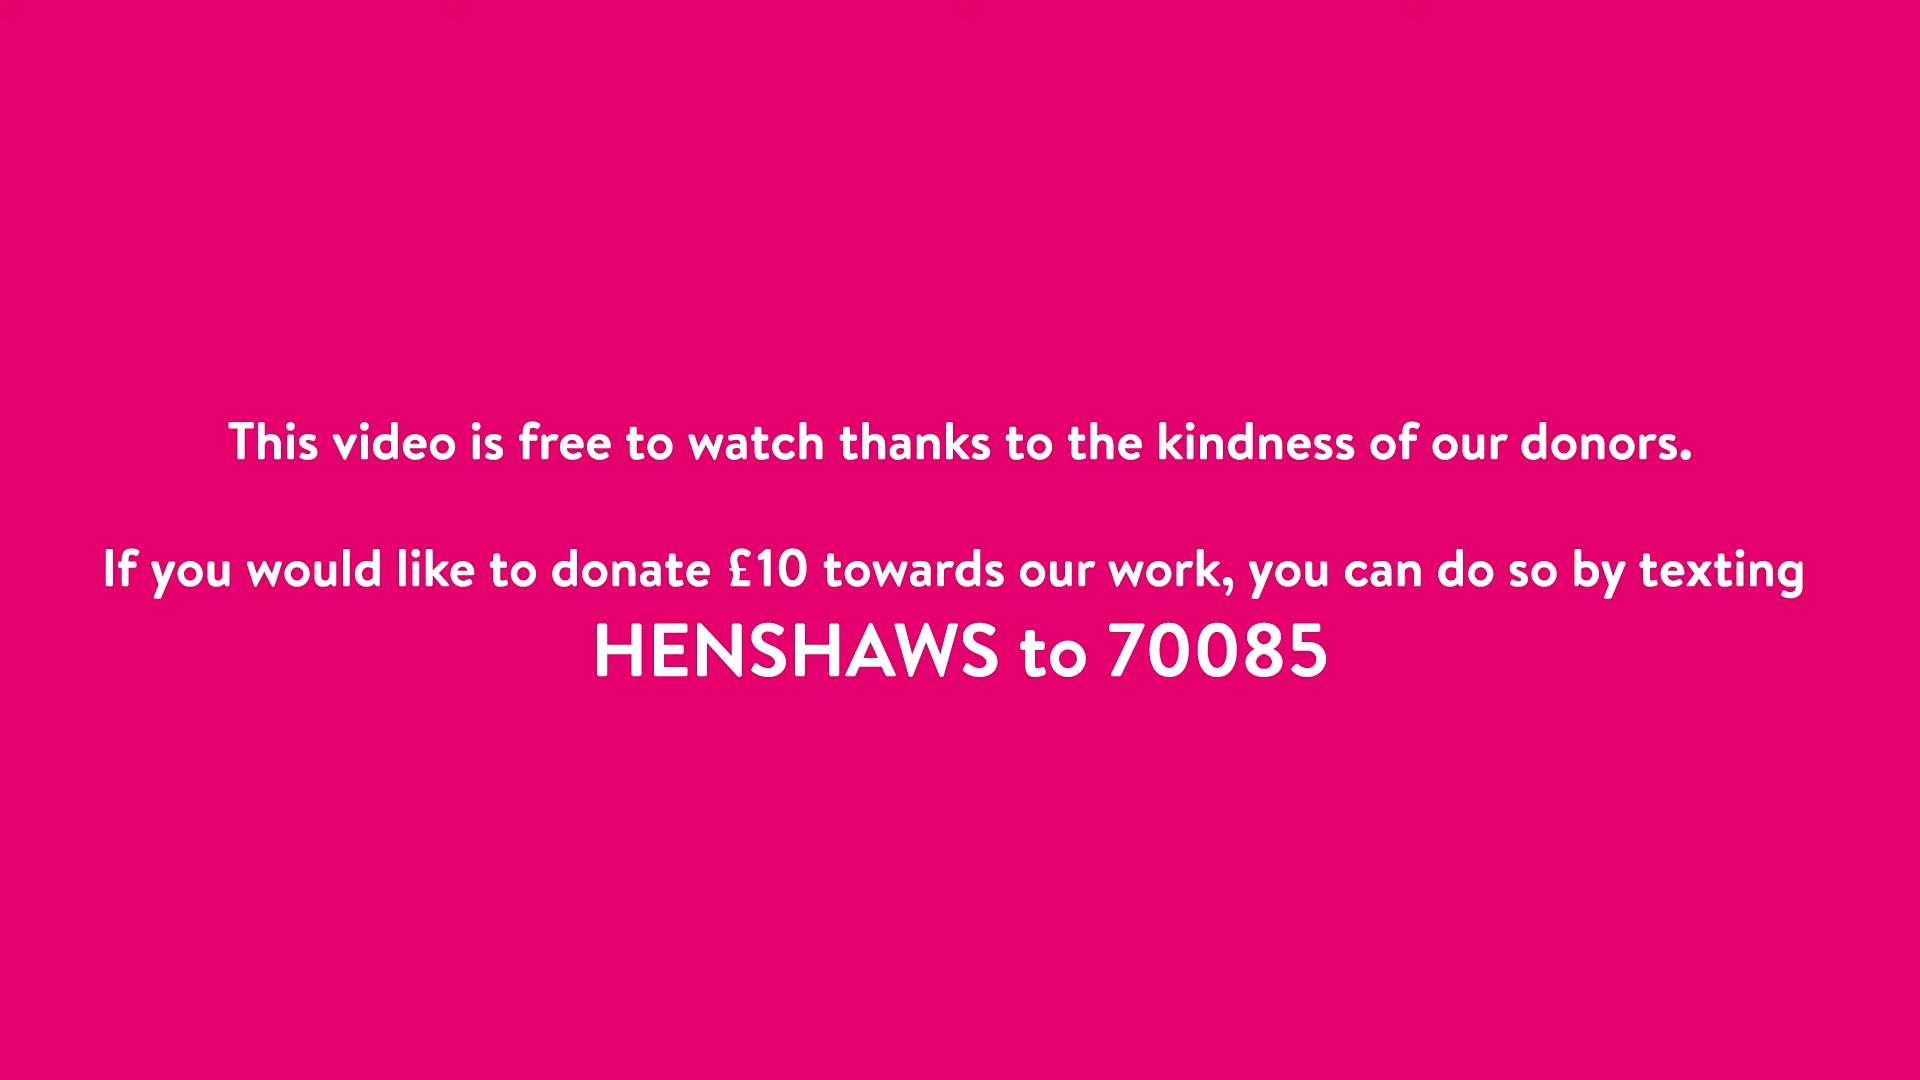 This video is free to watch thanks to the kindness of our donors.
If you would like to donate £10 towards our work, you can do so by texting
HENSHAWS to 70085